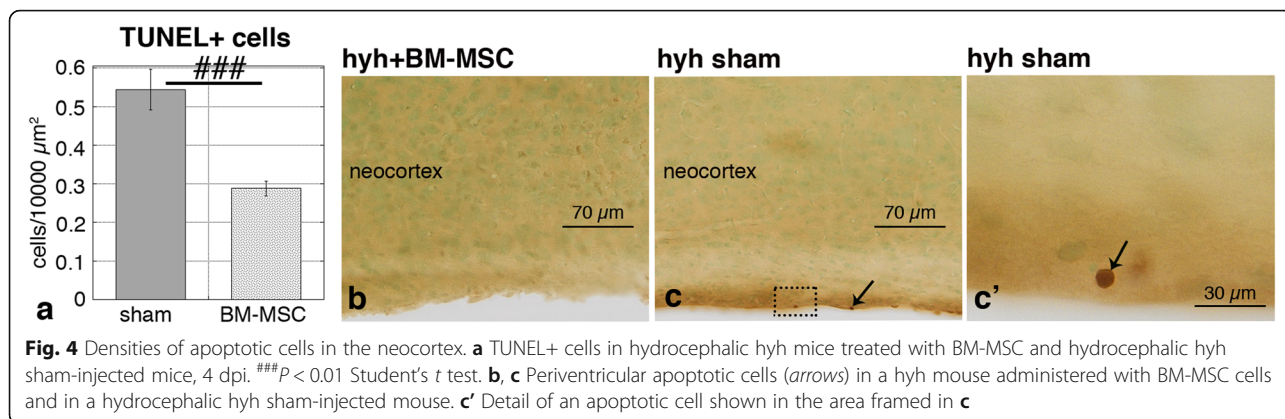 TUNEL+ cells
###
0.6
0.5
0.4
0.3
0.2
0.1
0
cells/10000 µm²
sham
BM-MSC
a
hyh+BM-MSC
neocortex
70 µm
b
hyh sham
neocortex
70 µm
c
hyh sham
30 µm
c'
Fig. 4 Densities of apoptotic cells in the neocortex. a TUNEL+ cells in hydrocephalic hyh mice treated with BM-MSC and hydrocephalic hyh
sham-injected mice, 4 dpi. ###P < 0.01 Student's t test. b, c Periventricular apoptotic cells (arrows) in a hyh mouse administered with BM-MSC cells
and in a hydrocephalic hyh sham-injected mouse. c' Detail of an apoptotic cell shown in the area framed in c